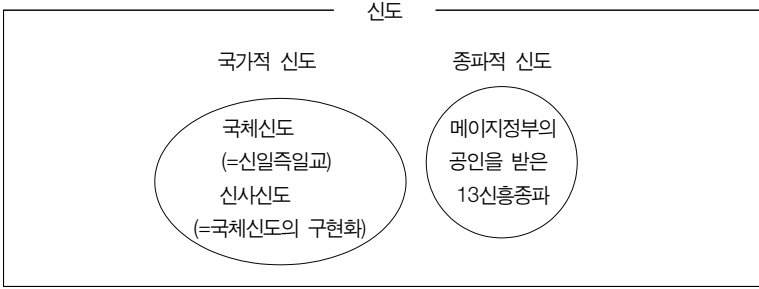 신도
국가적 신도
종파적 신도
국체신도
(=신일즉일교)
신사신도
(=국체신도의 구현화)
메이지정부의
공인을 받은
13신흥종파